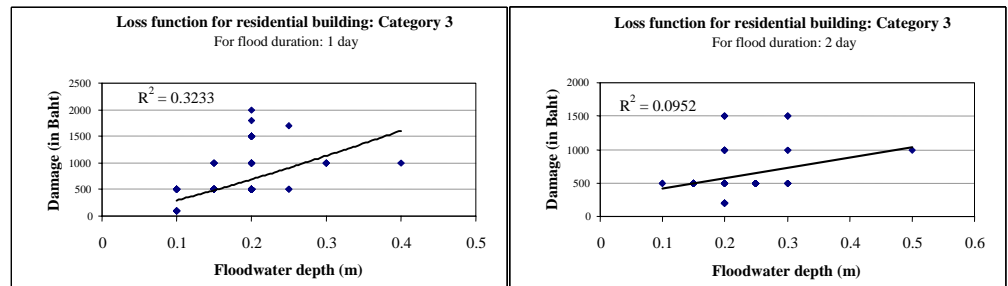 Loss function for residential building: Category 3
For flood duration: 1 day
R² = 0.3233
Damage (in Baht)
2500
2000
1500
1000
500
0
0 0.1 0.2 0.3 0.4 0.5
Floodwater depth (m)
Loss function for residential building: Category 3
For flood duration: 2 day
R² = 0.0952
Damage (in Baht)
2000
1500
1000
500
0
0 0.1 0.2 0.3 0.4 0.5 0.6
Floodwater depth (m)